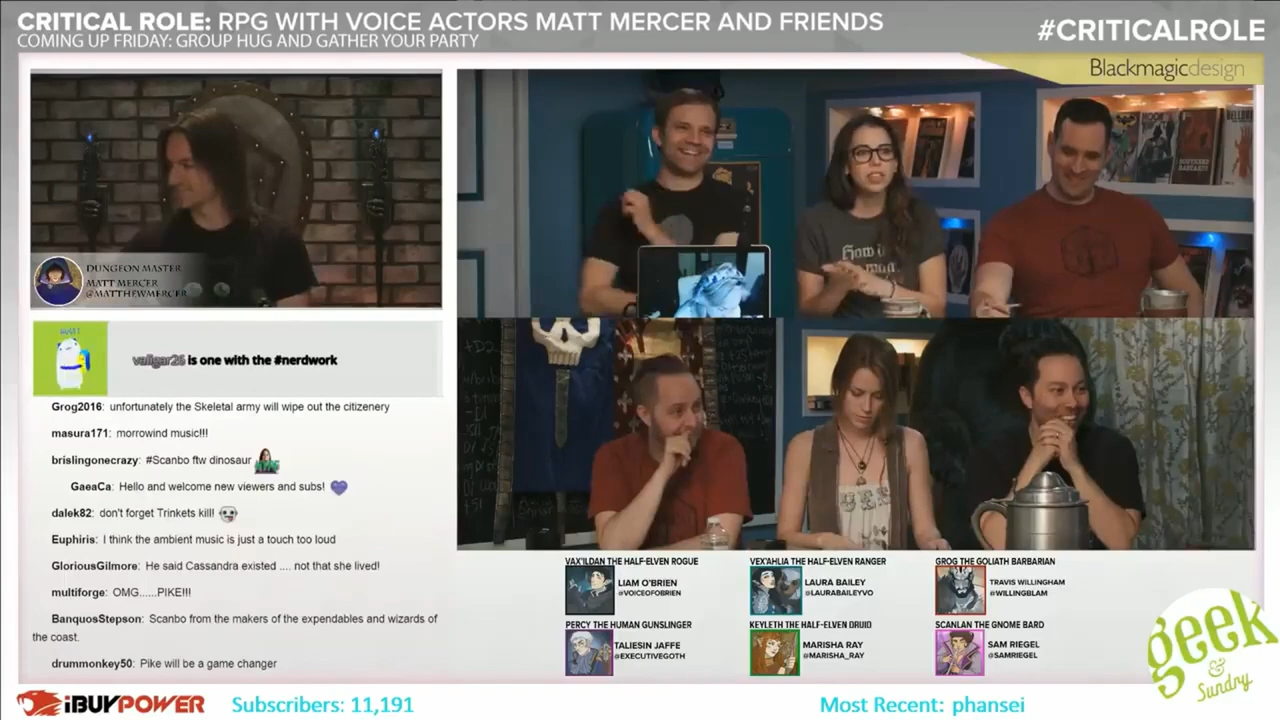 CRITICAL ROLE: RPG WITH VOICE ACTORS MATT MERCER AND FRIENDS
COMING UP FRIDAY: GROUP HUG AND GATHER YOUR PARTY
#CRITICALROLE
Blackmagicdesign
DUNGEON MASTER
MATT MERCER
@MATTHEWMERCER
valigar26 is one with the #nerdwork
Grog2016: unfortunately the Skeletal army will wipe out the citizenery
masura171: morrowind music!!!
brislingonecrazy: #Scanbo ftw dinosaur
GaeaCa: Hello and welcome new viewers and subs!
dalek82: don't forget Trinkets kill!
Euphiris: I think the ambient music is just a touch too loud
GloriousGilmore: He said Cassandra existed .... not that she lived!
multiforge: OMG......PIKE!!!
BanquosStepson: Scanbo from the makers of the expendables and wizards of
the coast.
drummonkey50: Pike will be a game changer
VAX'ILDAN THE HALF-ELVEN ROGUE
LIAM O'BRIEN
@VOICEOFOBRIEN
VEX'AHLIA THE HALF-ELVEN RANGER
LAURA BAILEY
@LAURABAILEYVO
GROG THE GOLIATH BARBARIAN
TRAVIS WILLINGHAM
@WILLINGBLAM
PERCY THE HUMAN GUNSLINGER
TALIESIN JAFFE
@EXECUTIVEGOTH
KEYLETH THE HALF-ELVEN DRUID
MARISHA RAY
@MARISHA_RAY
SCANLAN THE GNOME BARD
SAM RIEGEL
@SAMRIEGEL
geek
&
Sundry
iBUYPOWER
Subscribers: 11,191
Most Recent: phansei